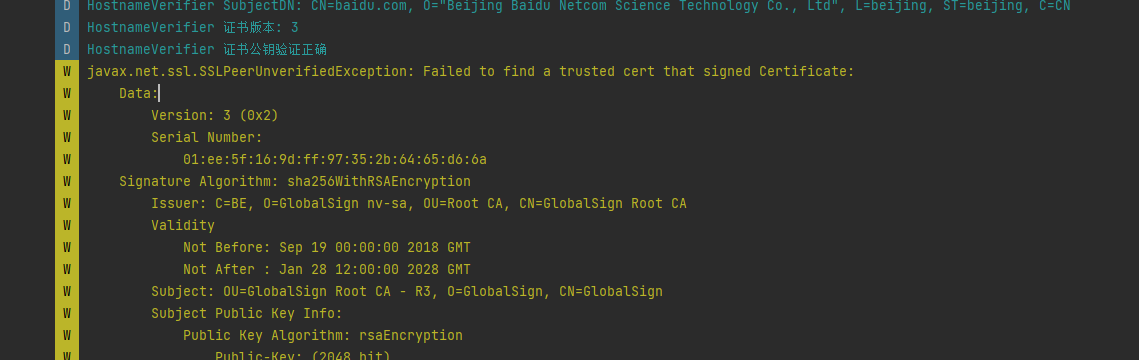 D HostnameVerifier SubjectDN: CN=baidu.com, O="Beijing Baidu Netcom Science Technology Co., Ltd", L=beijing, ST=beijing, C=CN
D HostnameVerifier 证书版本: 3
D HostnameVerifier 证书公钥验证正确
W javax.net.ssl.SSLPeerUnverifiedException: Failed to find a trusted cert that signed Certificate:
W Data:
W Version: 3 (0x2)
W Serial Number:
W 01:ee:5f:16:9d:ff:97:35:2b:64:65:d6:6a
W Signature Algorithm: sha256WithRSAEncryption
W Issuer: C=BE, O=GlobalSign nv-sa, OU=Root CA, CN=GlobalSign Root CA
W Validity
W Not Before: Sep 19 00:00:00 2018 GMT
W Not After : Jan 28 12:00:00 2028 GMT
W Subject: OU=GlobalSign Root CA - R3, O=GlobalSign, CN=GlobalSign
W Subject Public Key Info:
W Public Key Algorithm: rsaEncryption
W Public-Key: (2048 bit)